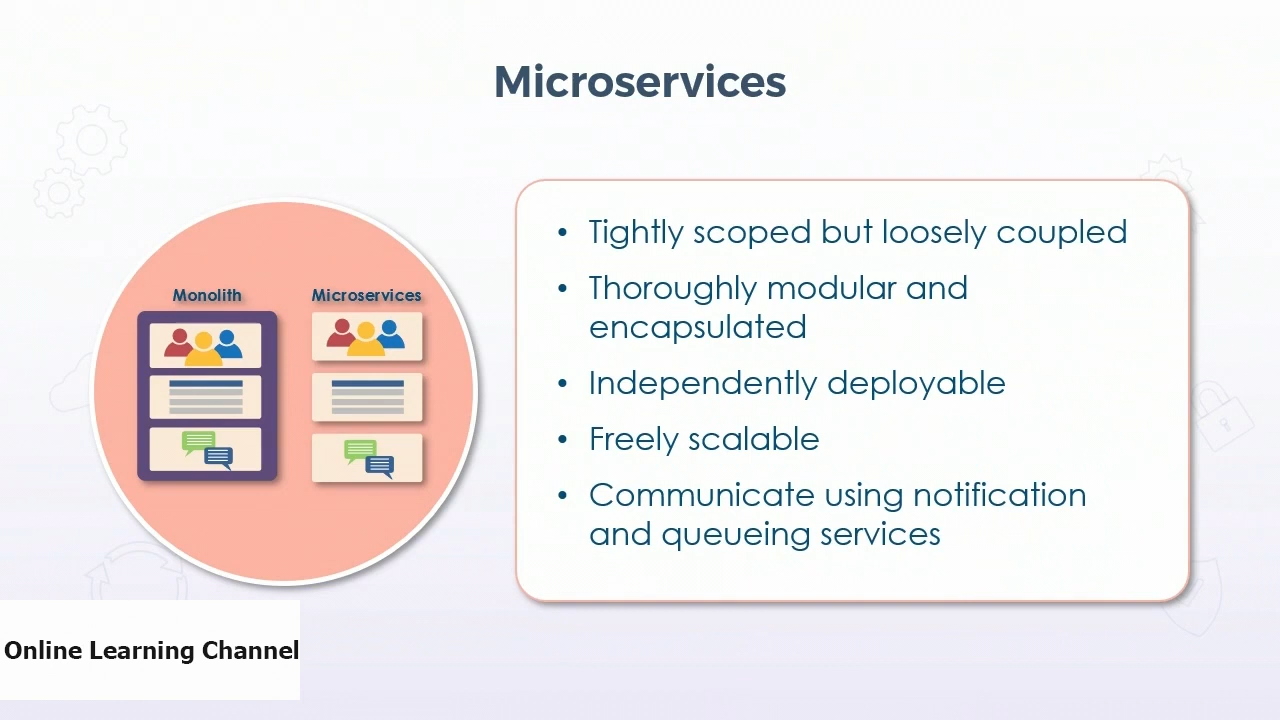 Microservices
Monolith
Microservices
• Tightly scoped but loosely coupled
• Thoroughly modular and
encapsulated
• Independently deployable
• Freely scalable
• Communicate using notification
and queueing services
Online Learning Channel